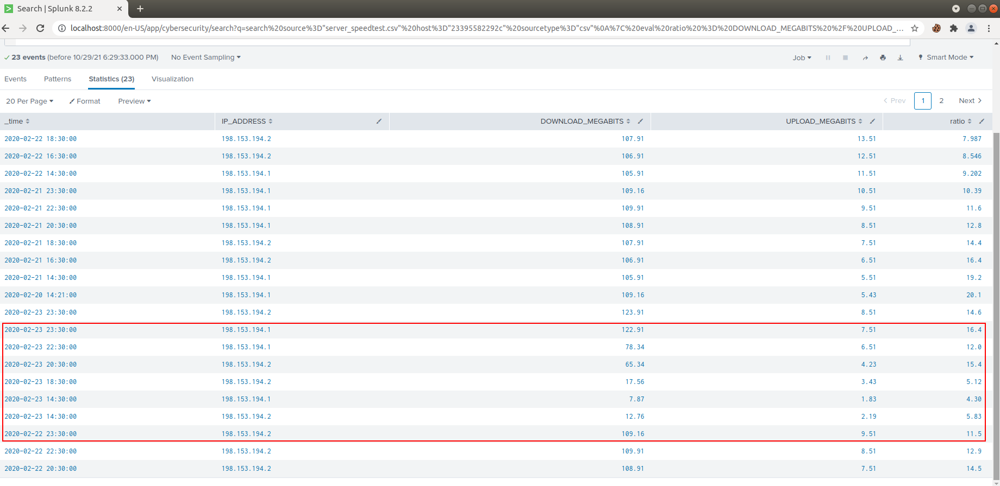 Search | Splunk 8.2.2
localhost:8000/en-US/app/cybersecurity/search?q=search%20source%3D"server_speedtest.csv"%20host%3D"23395582292c"%20sourcetype%3D"csv"%0A%7C%20eval%20ratio%20%3D%20DOWNLOAD_MEGABITS%20%2F%20UPLOAD_...
23 events (before 10/29/21 6:29:33.000 PM) No Event Sampling Job Smart Mode
Events Patterns Statistics (23) Visualization
20 Per Page Format Preview < Prev 1 2 Next >
_time IP_ADDRESS DOWNLOAD_MEGABITS UPLOAD_MEGABITS ratio
2020-02-22 18:30:00 198.153.194.2 107.91 13.51 7.987
2020-02-22 16:30:00 198.153.194.2 106.91 12.51 8.546
2020-02-22 14:30:00 198.153.194.1 105.91 11.51 9.202
2020-02-21 23:30:00 198.153.194.1 109.16 10.51 10.39
2020-02-21 22:30:00 198.153.194.1 109.91 9.51 11.6
2020-02-21 20:30:00 198.153.194.1 108.91 8.51 12.8
2020-02-21 18:30:00 198.153.194.2 107.91 7.51 14.4
2020-02-21 16:30:00 198.153.194.2 106.91 6.51 16.4
2020-02-21 14:30:00 198.153.194.1 105.91 5.51 19.2
2020-02-20 14:21:00 198.153.194.1 109.16 5.43 20.1
2020-02-23 23:30:00 198.153.194.2 123.91 8.51 14.6
2020-02-23 23:30:00 198.153.194.1 122.91 7.51 16.4
2020-02-23 22:30:00 198.153.194.1 78.34 6.51 12.0
2020-02-23 20:30:00 198.153.194.2 65.34 4.23 15.4
2020-02-23 18:30:00 198.153.194.2 17.56 3.43 5.12
2020-02-23 14:30:00 198.153.194.1 7.87 1.83 4.30
2020-02-23 14:30:00 198.153.194.2 12.76 2.19 5.83
2020-02-22 23:30:00 198.153.194.2 109.16 9.51 11.5
2020-02-22 22:30:00 198.153.194.2 109.91 8.51 12.9
2020-02-22 20:30:00 198.153.194.2 108.91 7.51 14.5